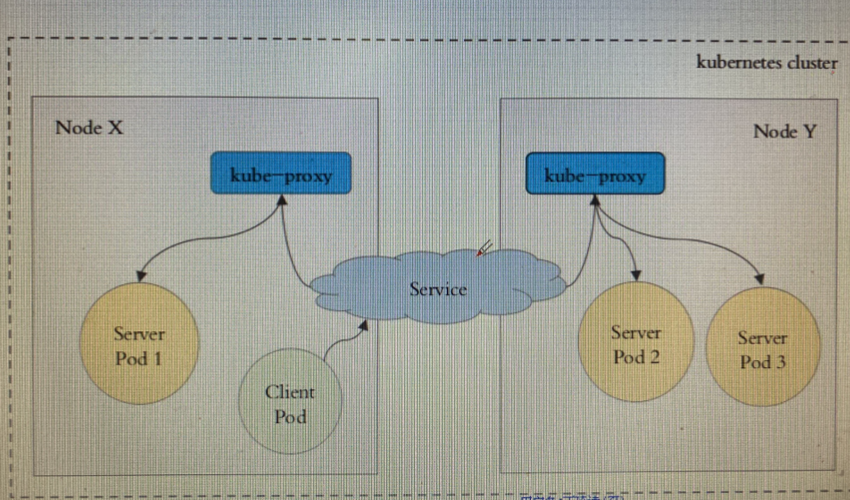 kubernetes cluster
Node X
Node Y
kube-proxy
kube-proxy
Service
Server
Pod 1
Client
Pod
Server
Pod 2
Server
Pod 3